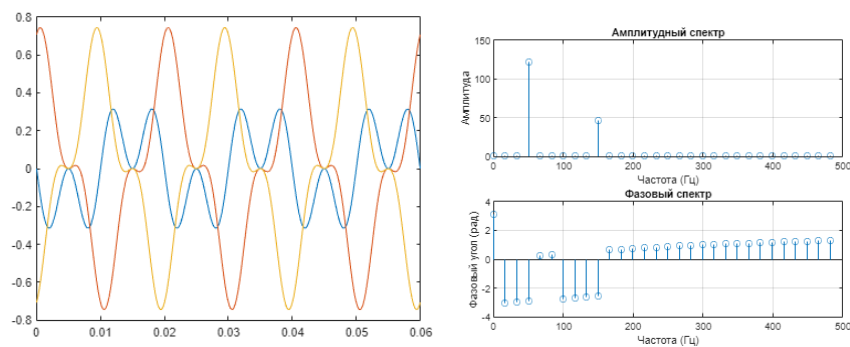 0.8
0.6
0.4
0.2
0
-0.2
-0.4
-0.6
-0.8
0 0.01 0.02 0.03 0.04 0.05 0.06
Амплитудный спектр
Амплитуда
150
100
50
0
0 100 200 300 400 500
Частота (Гц)
Фазовый спектр
Фазовый угол (рад)
4
2
0
-2
-4
0 100 200 300 400 500
Частота (Гц)